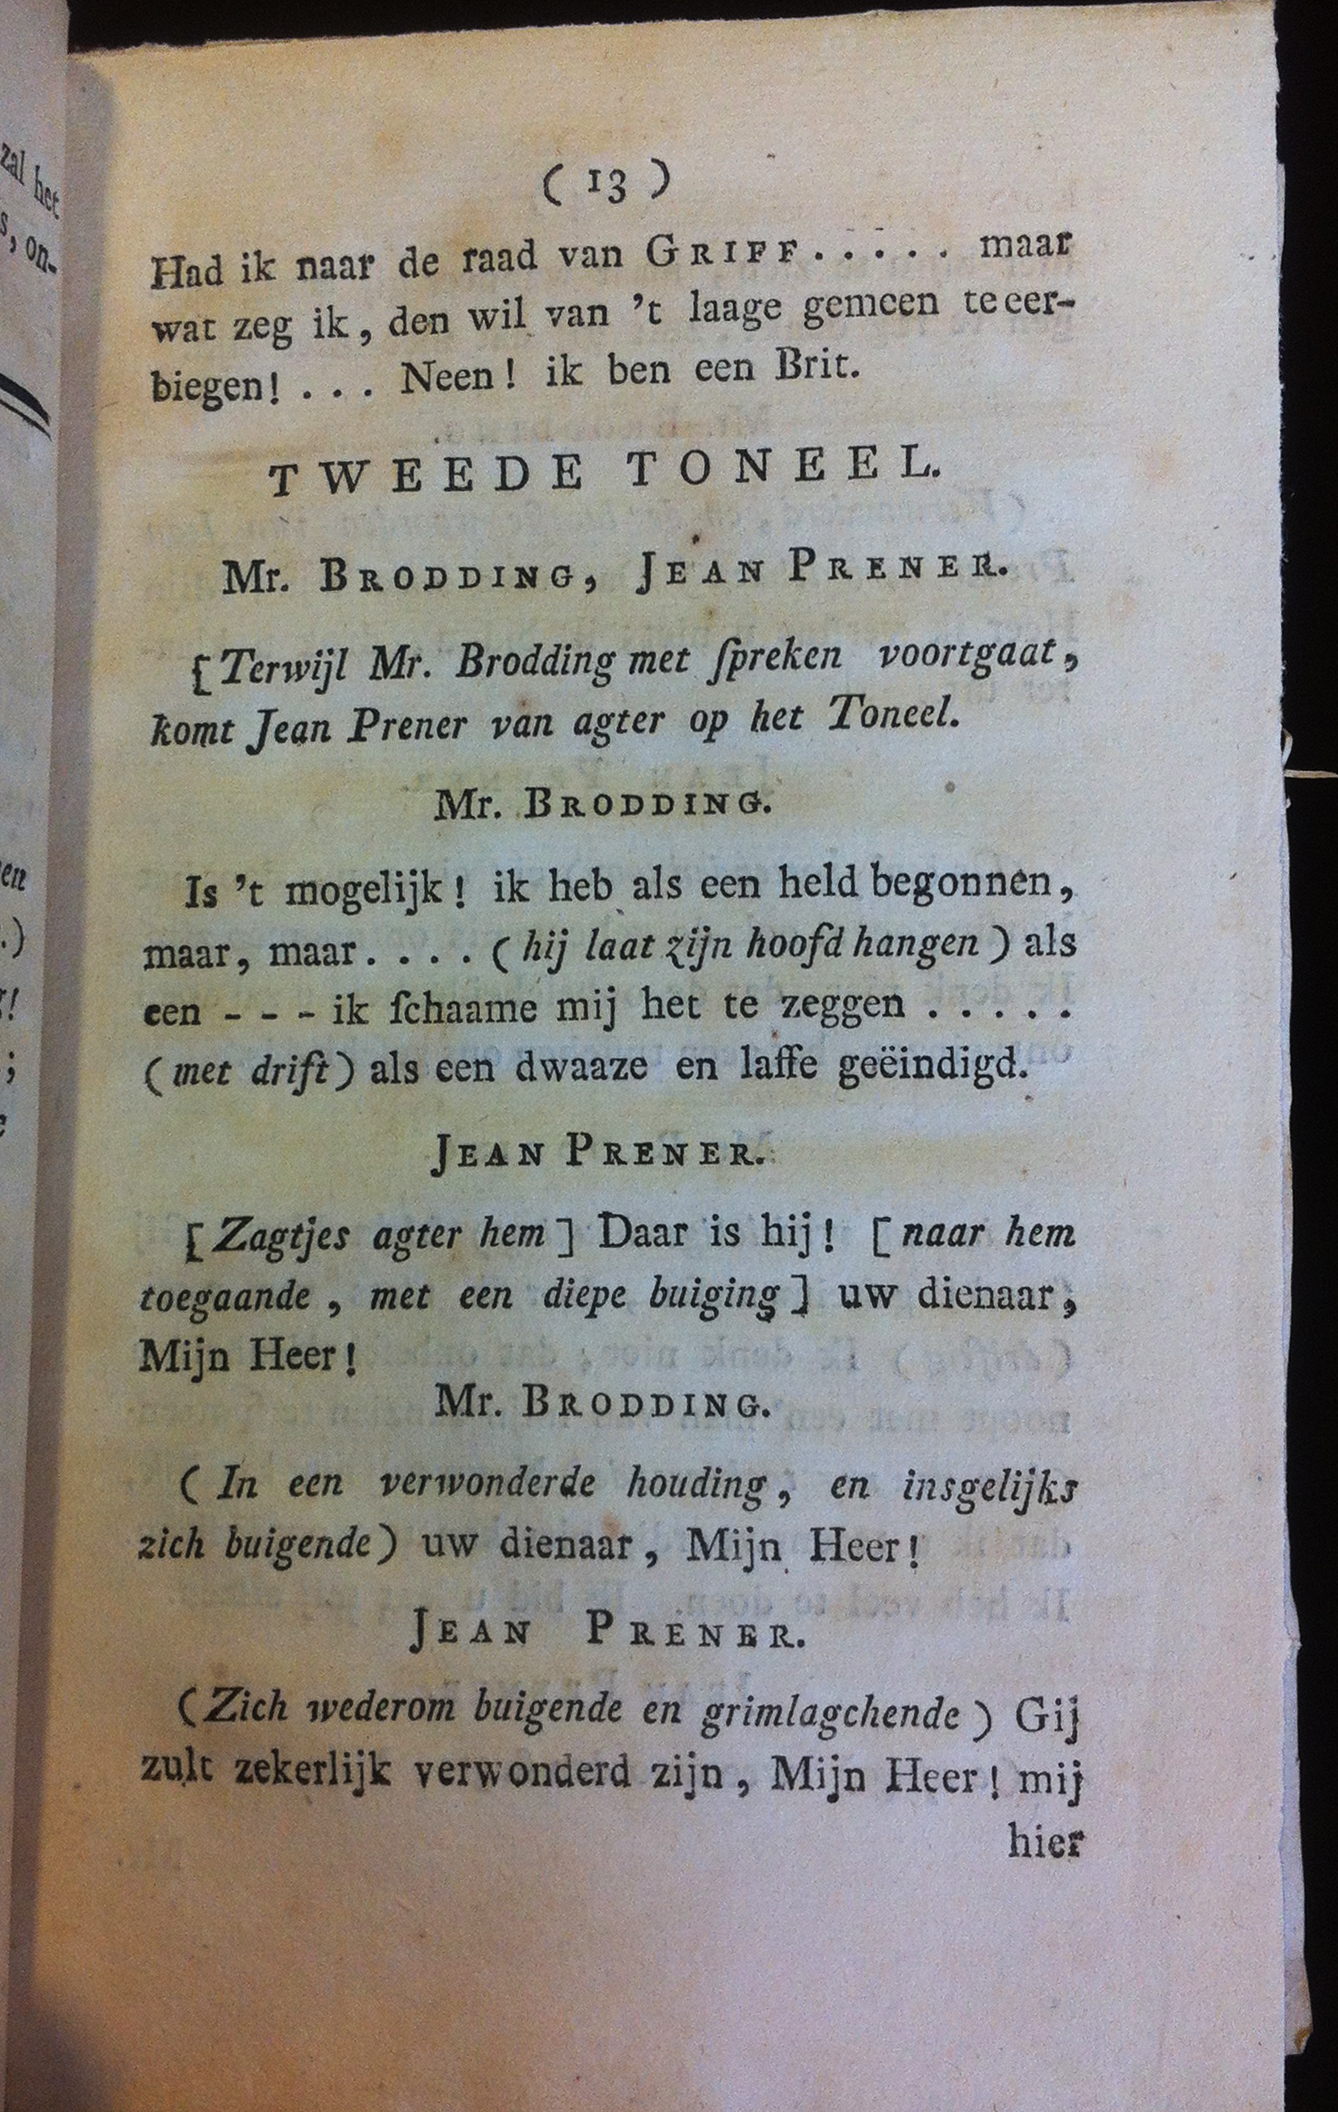 zal het
s, on-
en
.)
;
( 13 )
Had ik naar de raad van GRIFF..... maar
wat zeg ik, den wil van 't laage gemeen te eer-
biegen! ... Neen! ik ben een Brit.
TWEEDE TONEEL.
Mr. BRODDING, JEAN PRENER.
[Terwijl Mr. Brodding met ſpreken voortgaat,
komt Jean Prener van agter op het Toneel.
Mr. BRODDING.
Is 't mogelijk! ik heb als een held begonnen,
maar, maar.... (hij laat zijn hoofd hangen) als
een - - - ik ſchaame mij het te zeggen .....
(met drift) als een dwaaze en laffe geëindigd.
JEAN PRENER.
[Zagtjes agter hem] Daar is hij! [naar hem
toegaande, met een diepe buiging] uw dienaar,
Mijn Heer!
Mr. BRODDING.
(In een verwonderde houding, en insgelijks
zich buigende) uw dienaar, Mijn Heer!
JEAN PRENER.
(Zich wederom buigende en grimlagchende) Gij
zult zekerlijk verwonderd zijn, Mijn Heer! mij
hier